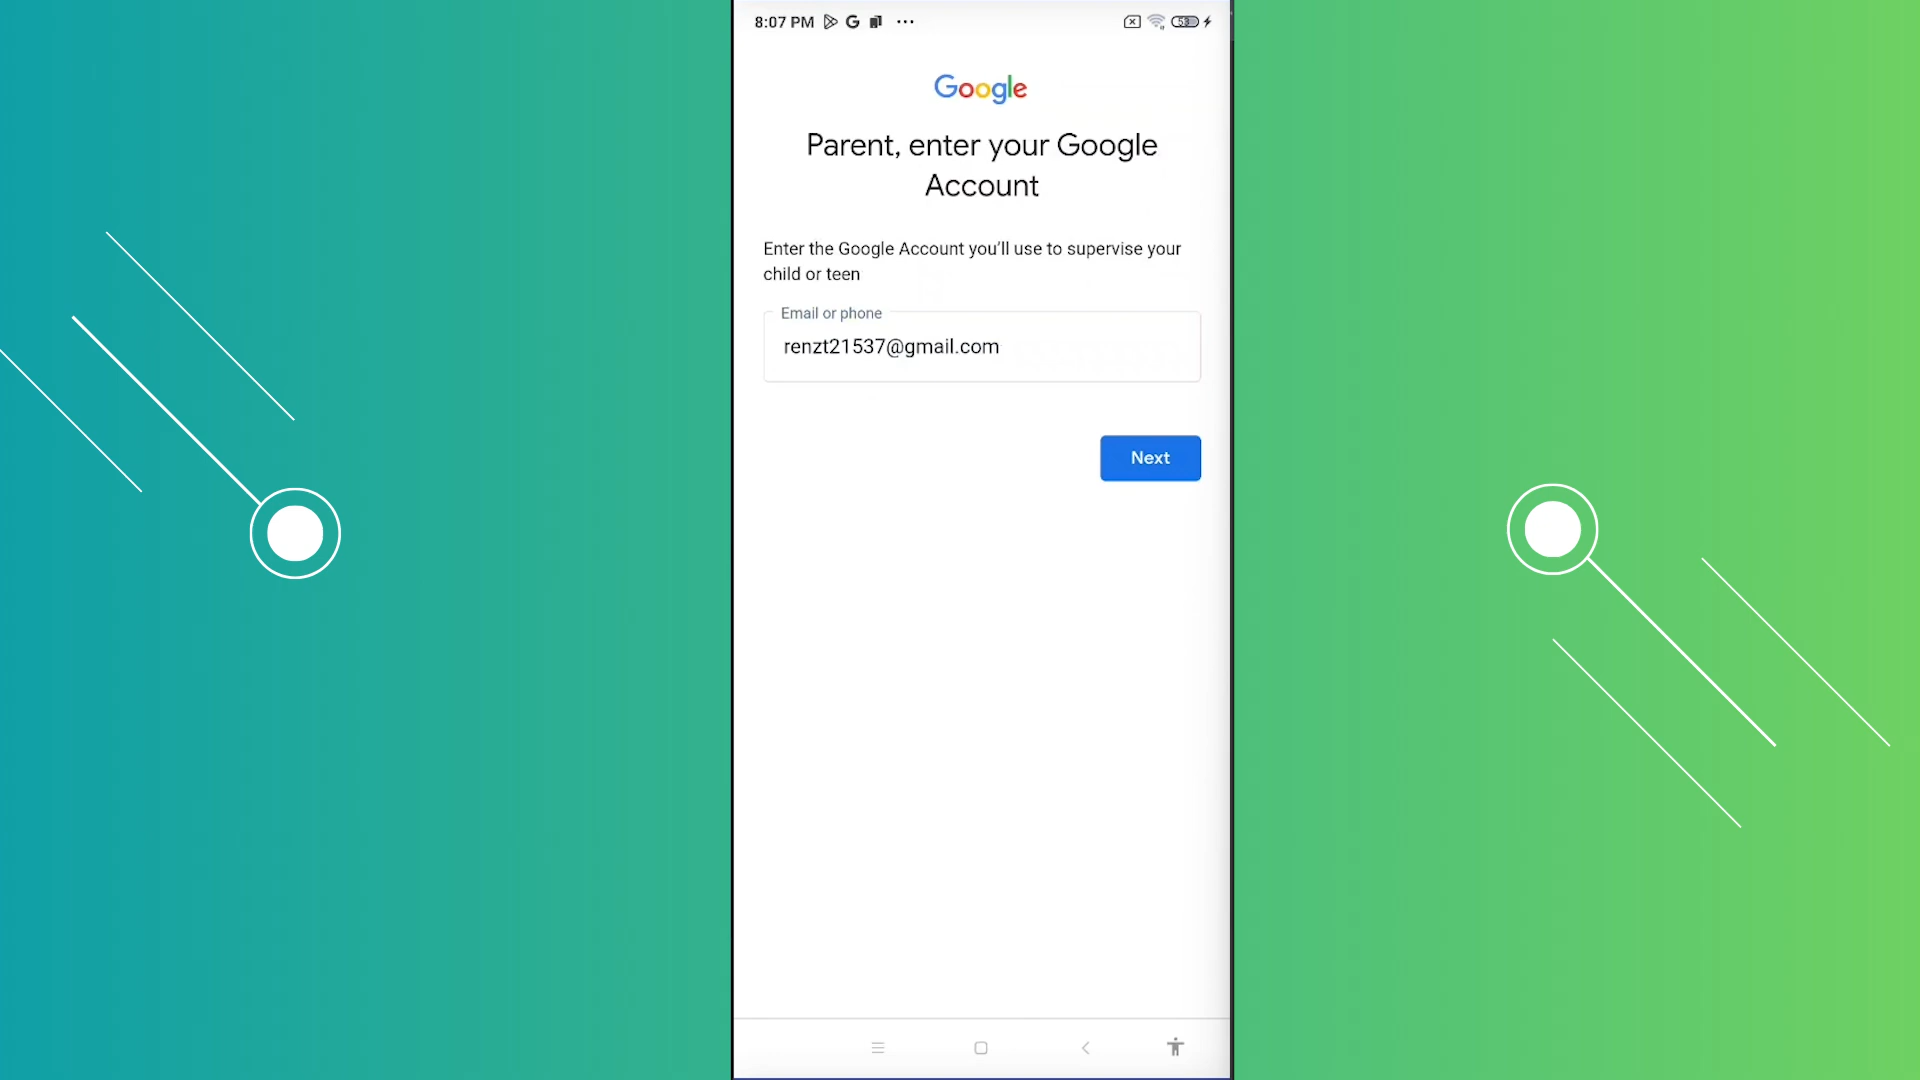 8:07 PM
Google
Parent, enter your Google
Account
Enter the Google Account you'll use to supervise your
child or teen
Email or phone
renzt21537@gmail.com
Next